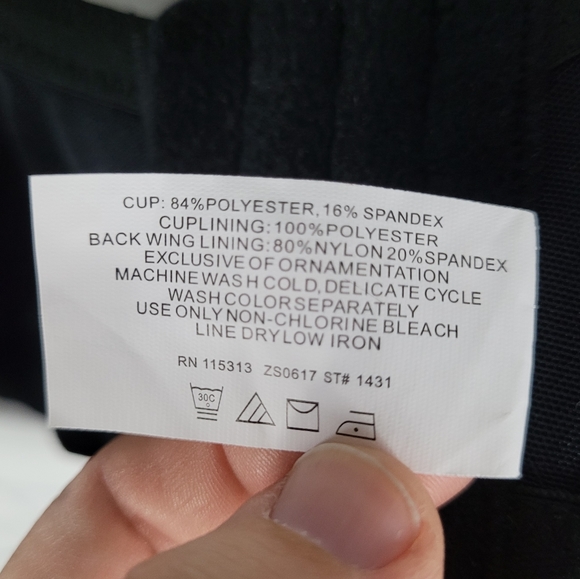 CUP: 84%POLYESTER, 16% SPANDEX
CUPLINING: 100%POLYESTER
BACK WING LINING: 80%NYLON 20%SPANDEX
EXCLUSIVE OF ORNAMENTATION
MACHINE WASH COLD, DELICATE CYCLE
WASH COLORSEPARATELY
USE ONLY NON-CHLORINE BLEACH
LINE DRYLOW IRON
RN 115313 ZS0617 ST# 1431
30C